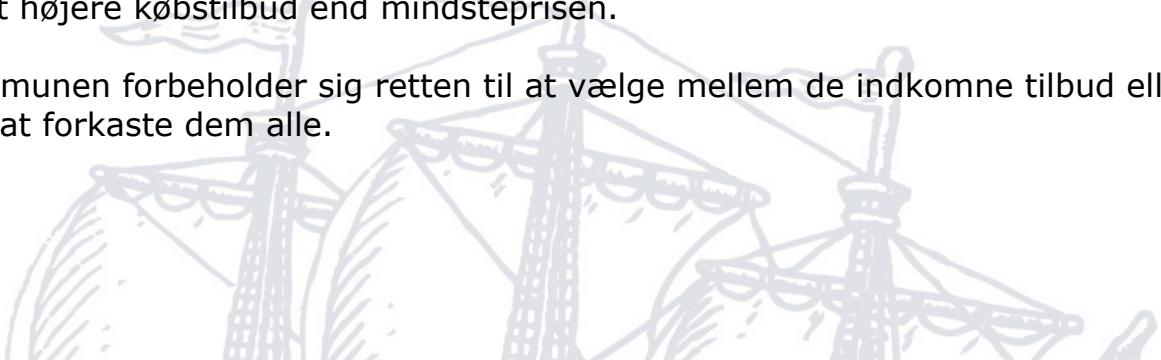 t højere købstilbud end mindsteprisen.
munen forbeholder sig retten til at vælge mellem de indkomne tilbud ell
at forkaste dem alle.